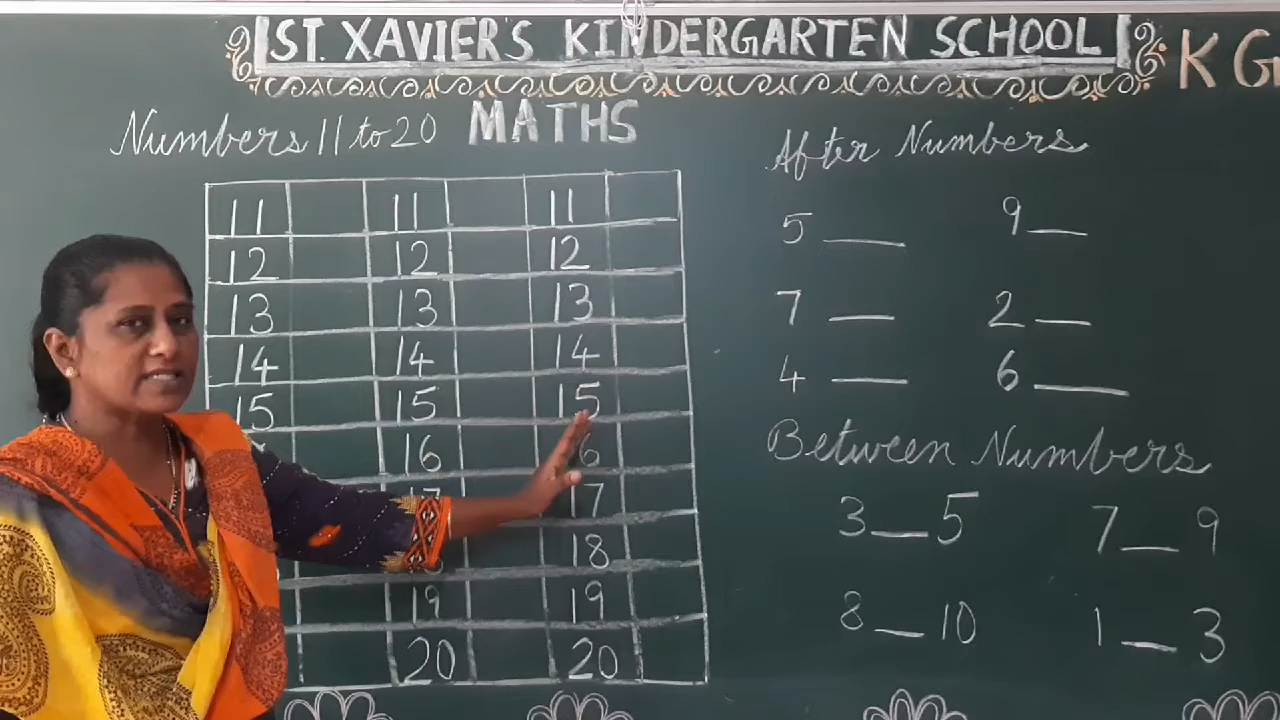 ST. XAVIER'S KINDERGARTEN SCHOOL
K G
MATHS
Numbers 11 to 20
11 11 11
12 12 12
13 13 13
14 14 14
15 15 15
16 6
17 17
18
19 19
20 20
After Numbers
5 ___ 9 ___
7 ___ 2 ___
4 ___ 6 ___
Between Numbers
3 ___ 5 7 ___ 9
8 ___ 10 1 ___ 3